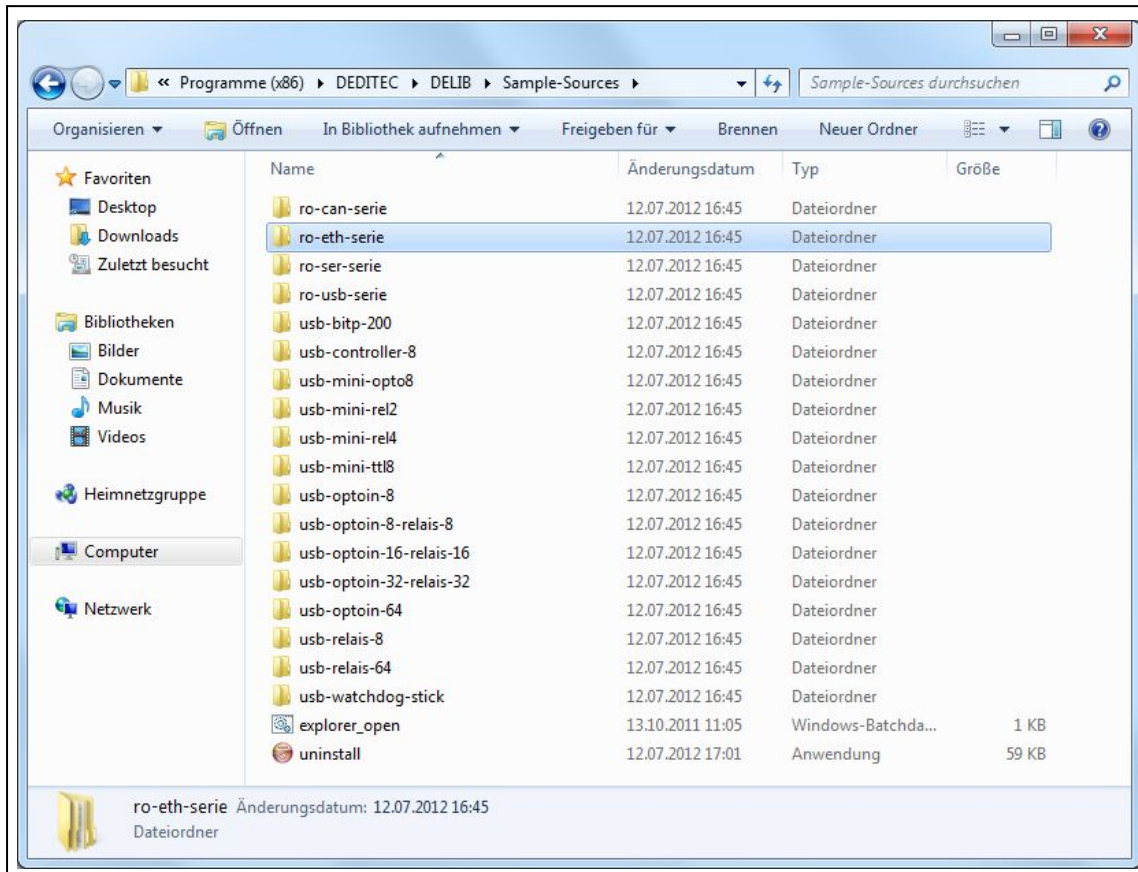 « Programme (x86) ▸ DEDITEC ▸ DELIB ▸ Sample-Sources ▸ Sample-Sources durchsuchen
Organisieren ▾ Öffnen In Bibliothek aufnehmen ▾ Freigeben für ▾ Brennen Neuer Ordner
Favoriten
Desktop
Downloads
Zuletzt besucht
Bibliotheken
Bilder
Dokumente
Musik
Videos
Heimnetzgruppe
Computer
Netzwerk
Name Änderungsdatum Typ Größe
ro-can-serie 12.07.2012 16:45 Dateiordner
ro-eth-serie 12.07.2012 16:45 Dateiordner
ro-ser-serie 12.07.2012 16:45 Dateiordner
ro-usb-serie 12.07.2012 16:45 Dateiordner
usb-bitp-200 12.07.2012 16:45 Dateiordner
usb-controller-8 12.07.2012 16:45 Dateiordner
usb-mini-opto8 12.07.2012 16:45 Dateiordner
usb-mini-rel2 12.07.2012 16:45 Dateiordner
usb-mini-rel4 12.07.2012 16:45 Dateiordner
usb-mini-ttl8 12.07.2012 16:45 Dateiordner
usb-optoin-8 12.07.2012 16:45 Dateiordner
usb-optoin-8-relais-8 12.07.2012 16:45 Dateiordner
usb-optoin-16-relais-16 12.07.2012 16:45 Dateiordner
usb-optoin-32-relais-32 12.07.2012 16:45 Dateiordner
usb-optoin-64 12.07.2012 16:45 Dateiordner
usb-relais-8 12.07.2012 16:45 Dateiordner
usb-relais-64 12.07.2012 16:45 Dateiordner
usb-watchdog-stick 12.07.2012 16:45 Dateiordner
explorer_open 13.10.2011 11:05 Windows-Batchda... 1 KB
uninstall 12.07.2012 17:01 Anwendung 59 KB
ro-eth-serie Änderungsdatum: 12.07.2012 16:45
Dateiordner